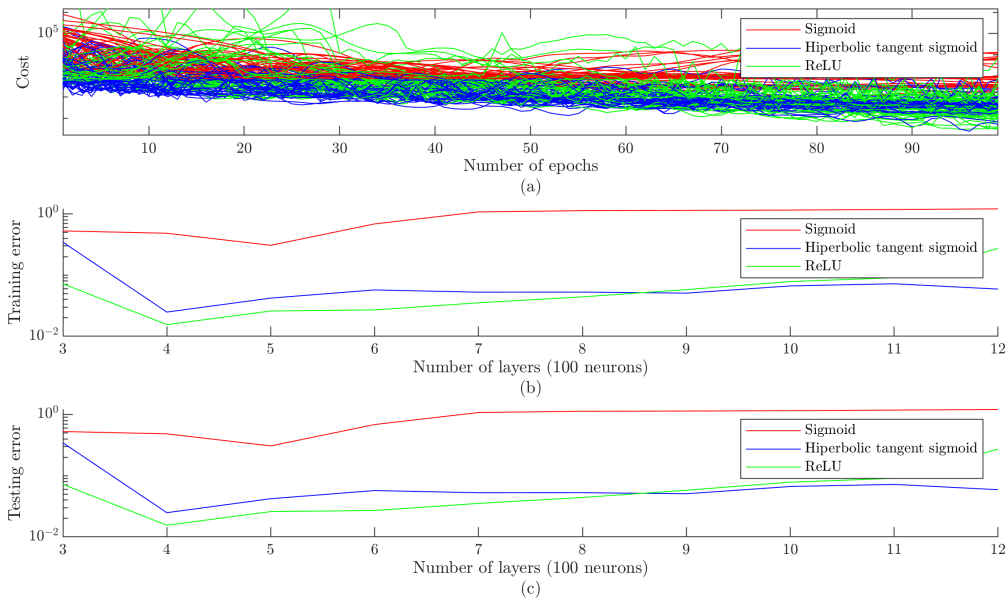 Cost
10^5
Sigmoid
Hiperbolic tangent sigmoid
ReLU
10 20 30 40 50 60 70 80 90
Number of epochs
(a)
Training error
10^0
10^-2
Sigmoid
Hiperbolic tangent sigmoid
ReLU
3 4 5 6 7 8 9 10 11 12
Number of layers (100 neurons)
(b)
Testing error
10^0
10^-2
Sigmoid
Hiperbolic tangent sigmoid
ReLU
3 4 5 6 7 8 9 10 11 12
Number of layers (100 neurons)
(c)